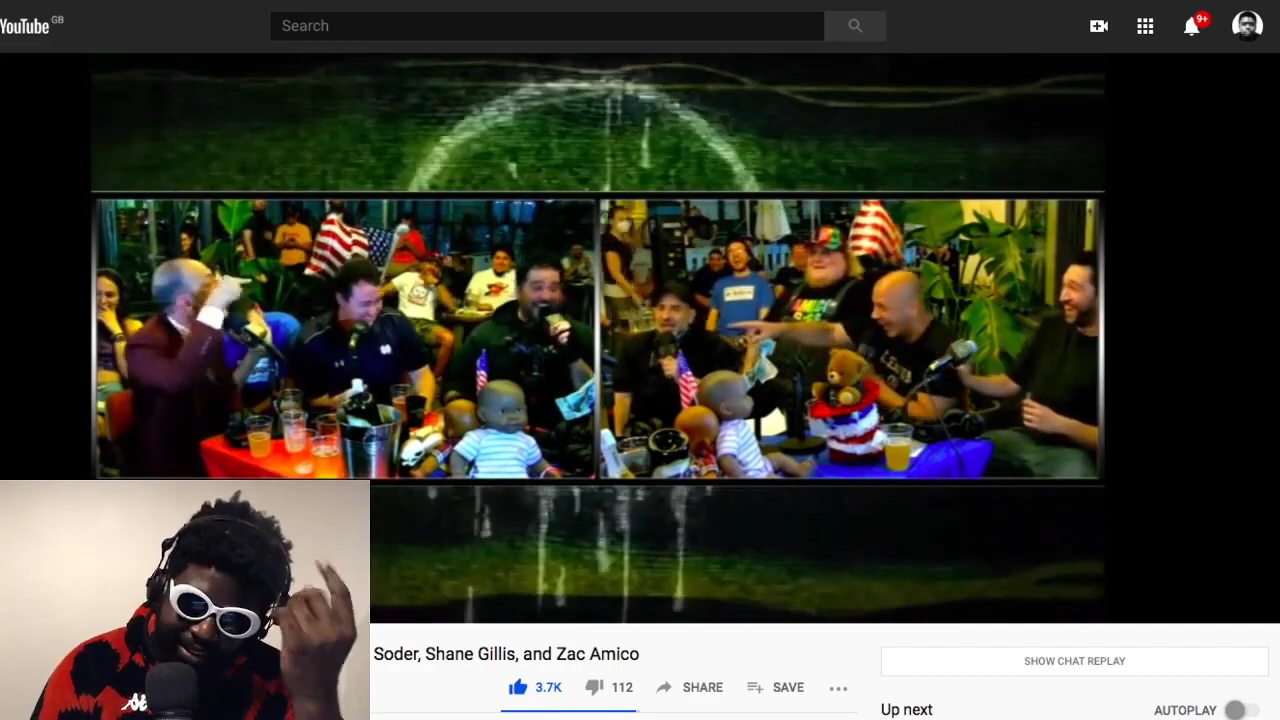 YouTube GB
Search
9+
Soder, Shane Gillis, and Zac Amico
3.7K
112
SHARE
SAVE
SHOW CHAT REPLAY
Up next
AUTOPLAY